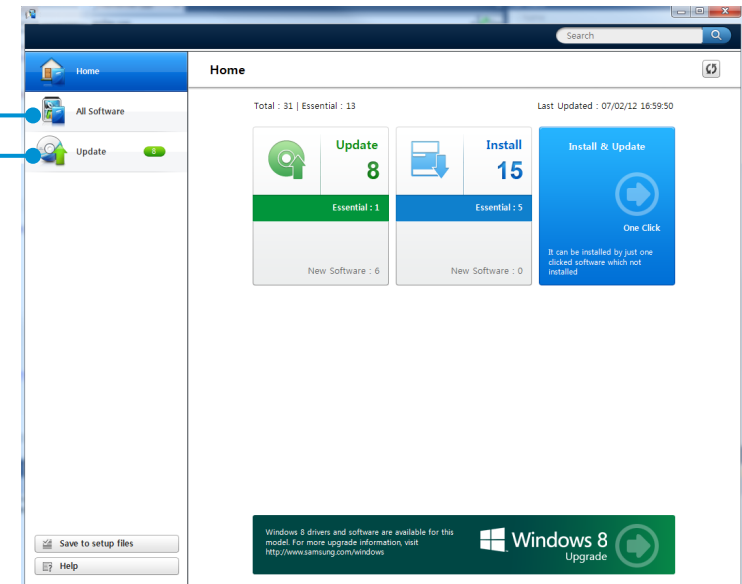 Search
Home
All Software
Update 8
Home
Total : 31 | Essential : 13
Last Updated : 07/02/12 16:59:50
Update
8
Essential : 1
New Software : 6
Install
15
Essential : 5
New Software : 0
Install & Update
One Click
It can be installed by just one
clicked software which not
installed
Save to setup files
Help
Windows 8 drivers and software are available for this
model. For more upgrade information, visit
http://www.samsung.com/windows
Windows 8
Upgrade